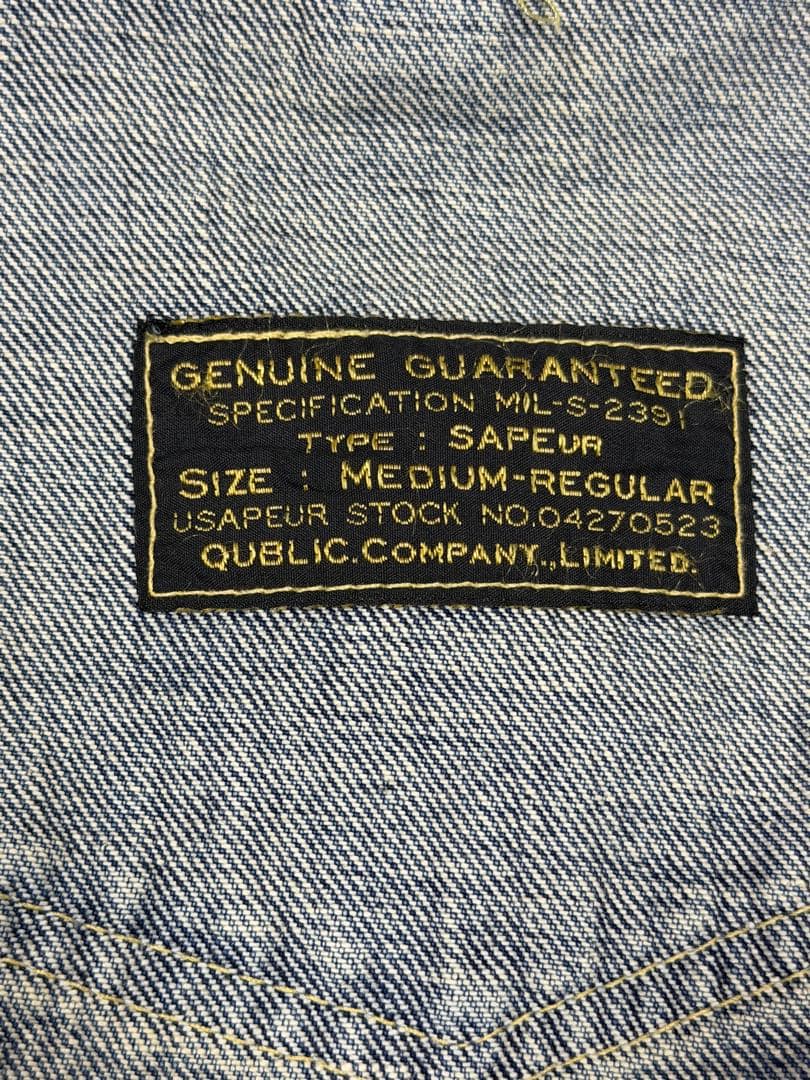 GENUINE GUARANTEED
SPECIFICATION MIL-S-2391
TYPE : SAPEUR
SIZE : MEDIUM-REGULAR
USAPEUR STOCK NO.04270523
QUBLIC.COMPANY.,LIMITED.